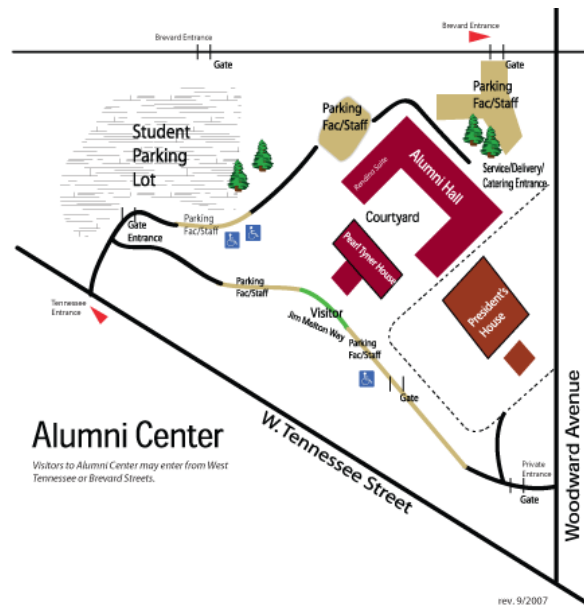 Brevard Entrance
Brevard Entrance
Gate
Gate
Parking
Fac/Staff
Parking
Fac/Staff
Student
Parking
Lot
Service/Delivery/
Catering Entrance
Alumni Hall
Rendina Suite
Courtyard
Parking
Fac/Staff
Gate
Entrance
Pearl Tyner House
Parking
Fac/Staff
Tennessee
Entrance
Visitor
Jim Melton Way
President's
House
Parking
Fac/Staff
Gate
Alumni Center
Visitors to Alumni Center may enter from West
Tennessee or Brevard Streets.
W. Tennessee Street
Private
Entrance
Gate
Woodward Avenue
rev. 9/2007